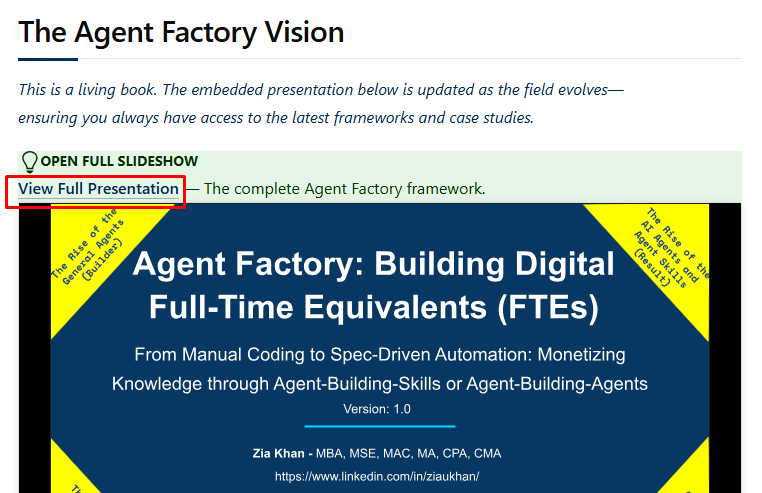 The Agent Factory Vision
This is a living book. The embedded presentation below is updated as the field evolves—
ensuring you always have access to the latest frameworks and case studies.
OPEN FULL SLIDESHOW
View Full Presentation — The complete Agent Factory framework.
The Rise of the
General Agents
(Builder)
The Rise of the
AI Agents and
Agent Skills
(Result)
Agent Factory: Building Digital
Full-Time Equivalents (FTEs)
From Manual Coding to Spec-Driven Automation: Monetizing
Knowledge through Agent-Building-Skills or Agent-Building-Agents
Version: 1.0
Zia Khan - MBA, MSE, MAC, MA, CPA, CMA
https://www.linkedin.com/in/ziaukhan/